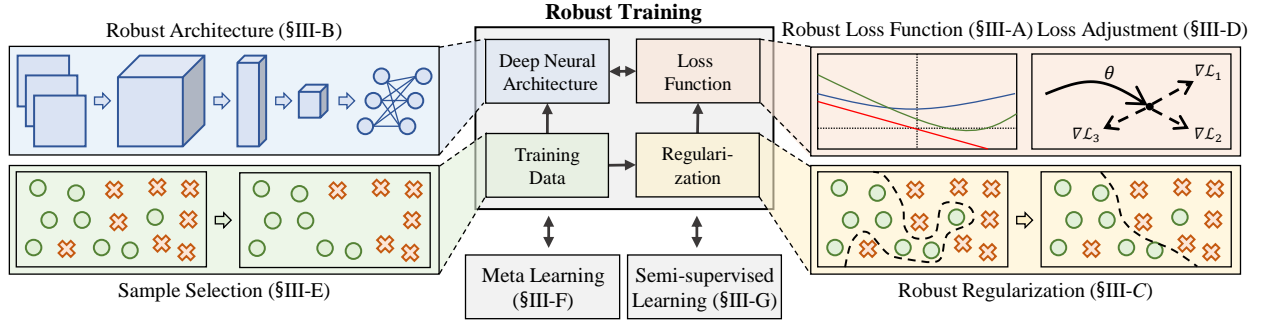 Robust Training
Robust Architecture (§III-B)
Robust Loss Function (§III-A) Loss Adjustment (§III-D)
Deep Neural
Architecture
Loss
Function
θ
∇ℒ₁
∇ℒ₂
∇ℒ₃
Training
Data
Regulari-
zation
Meta Learning
(§III-F)
Semi-supervised
Learning (§III-G)
Sample Selection (§III-E)
Robust Regularization (§III-C)